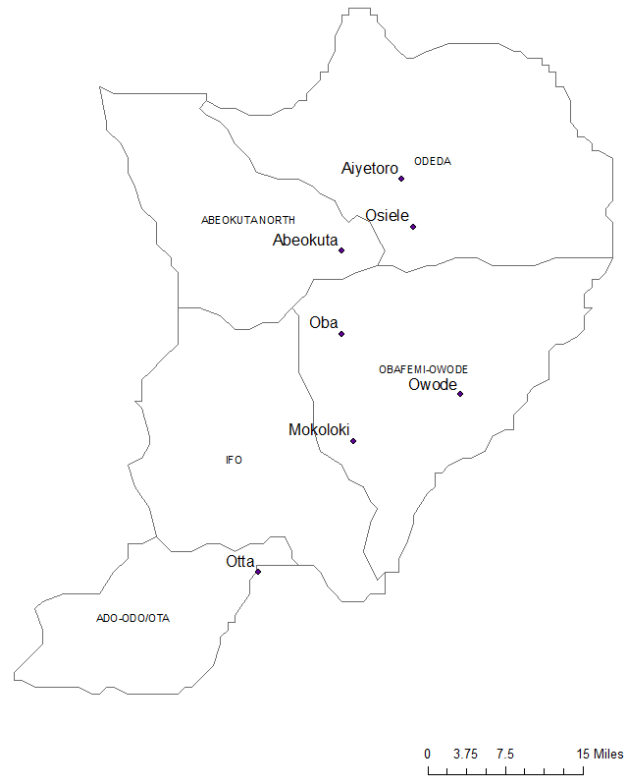 Aiyetoro
ODEDA
Osiele
ABEOKUTA NORTH
Abeokuta
Oba
OBAFEMI-OWODE
Owode
Mokoloki
IFO
Otta
ADO-ODO/OTA
0 3.75 7.5 15 Miles